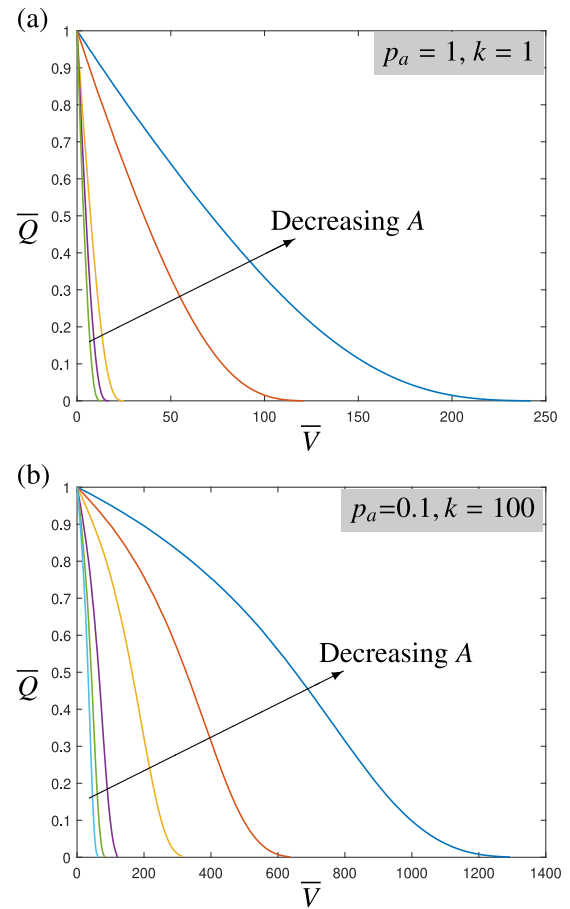 (a)
p_a = 1, k = 1
1
0.9
0.8
0.7
0.6
0.5
0.4
0.3
0.2
0.1
0
Q̅
Decreasing A
0 50 100 150 200 250
V̅
(b)
p_a=0.1, k = 100
1
0.9
0.8
0.7
0.6
0.5
0.4
0.3
0.2
0.1
0
Q̅
Decreasing A
0 200 400 600 800 1000 1200 1400
V̅